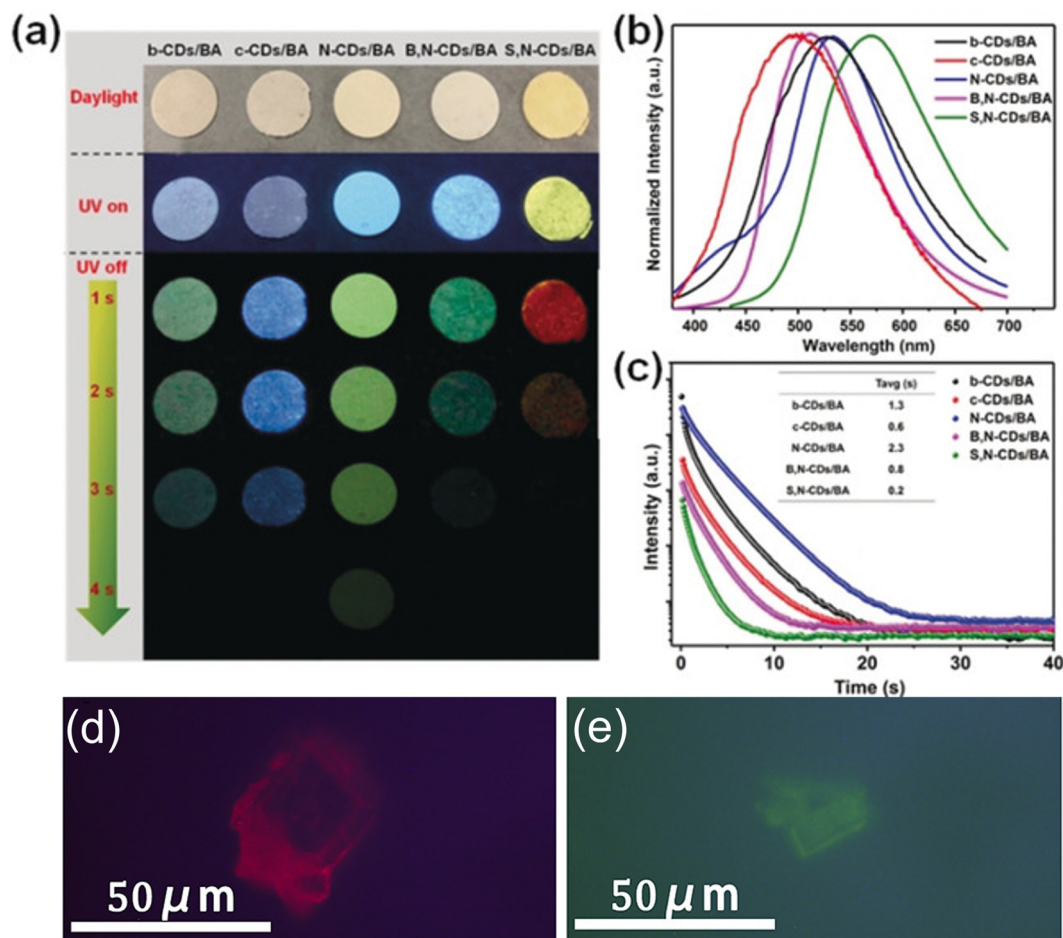 (a)
b-CDs/BA c-CDs/BA N-CDs/BA B,N-CDs/BA S,N-CDs/BA
Daylight
UV on
UV off
1 s
2 s
3 s
4 s
(b)
Normalized Intensity (a.u.)
b-CDs/BA
c-CDs/BA
N-CDs/BA
B,N-CDs/BA
S,N-CDs/BA
400 450 500 550 600 650 700
Wavelength (nm)
(c)
Intensity (a.u.)
Tavg (s)
b-CDs/BA 1.3
c-CDs/BA 0.6
N-CDs/BA 2.3
B,N-CDs/BA 0.8
S,N-CDs/BA 0.2
b-CDs/BA
c-CDs/BA
N-CDs/BA
B,N-CDs/BA
S,N-CDs/BA
0 10 20 30 40
Time (s)
(d)
50 μm
(e)
50 μm